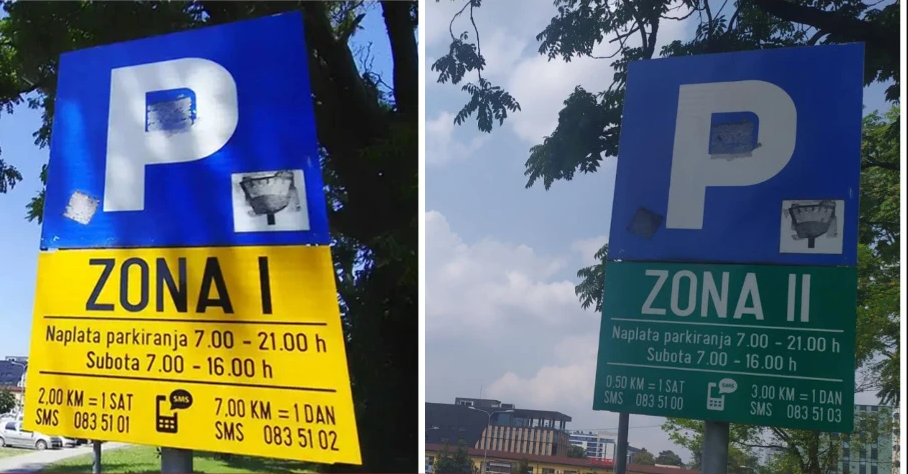 P
ZONA I
Naplata parkiranja 7.00 - 21.00 h
Subota 7.00 - 16.00 h
2,00 KM = 1 SAT
SMS 083 51 01
SMS
7,00 KM = 1 DAN
SMS 083 51 02
P
ZONA II
Naplata parkiranja 7.00 - 21.00 h
Subota 7.00 - 16.00 h
0,50 KM = 1 SAT
SMS 083 51 00
SMS
3,00 KM = 1 DAN
SMS 083 51 03